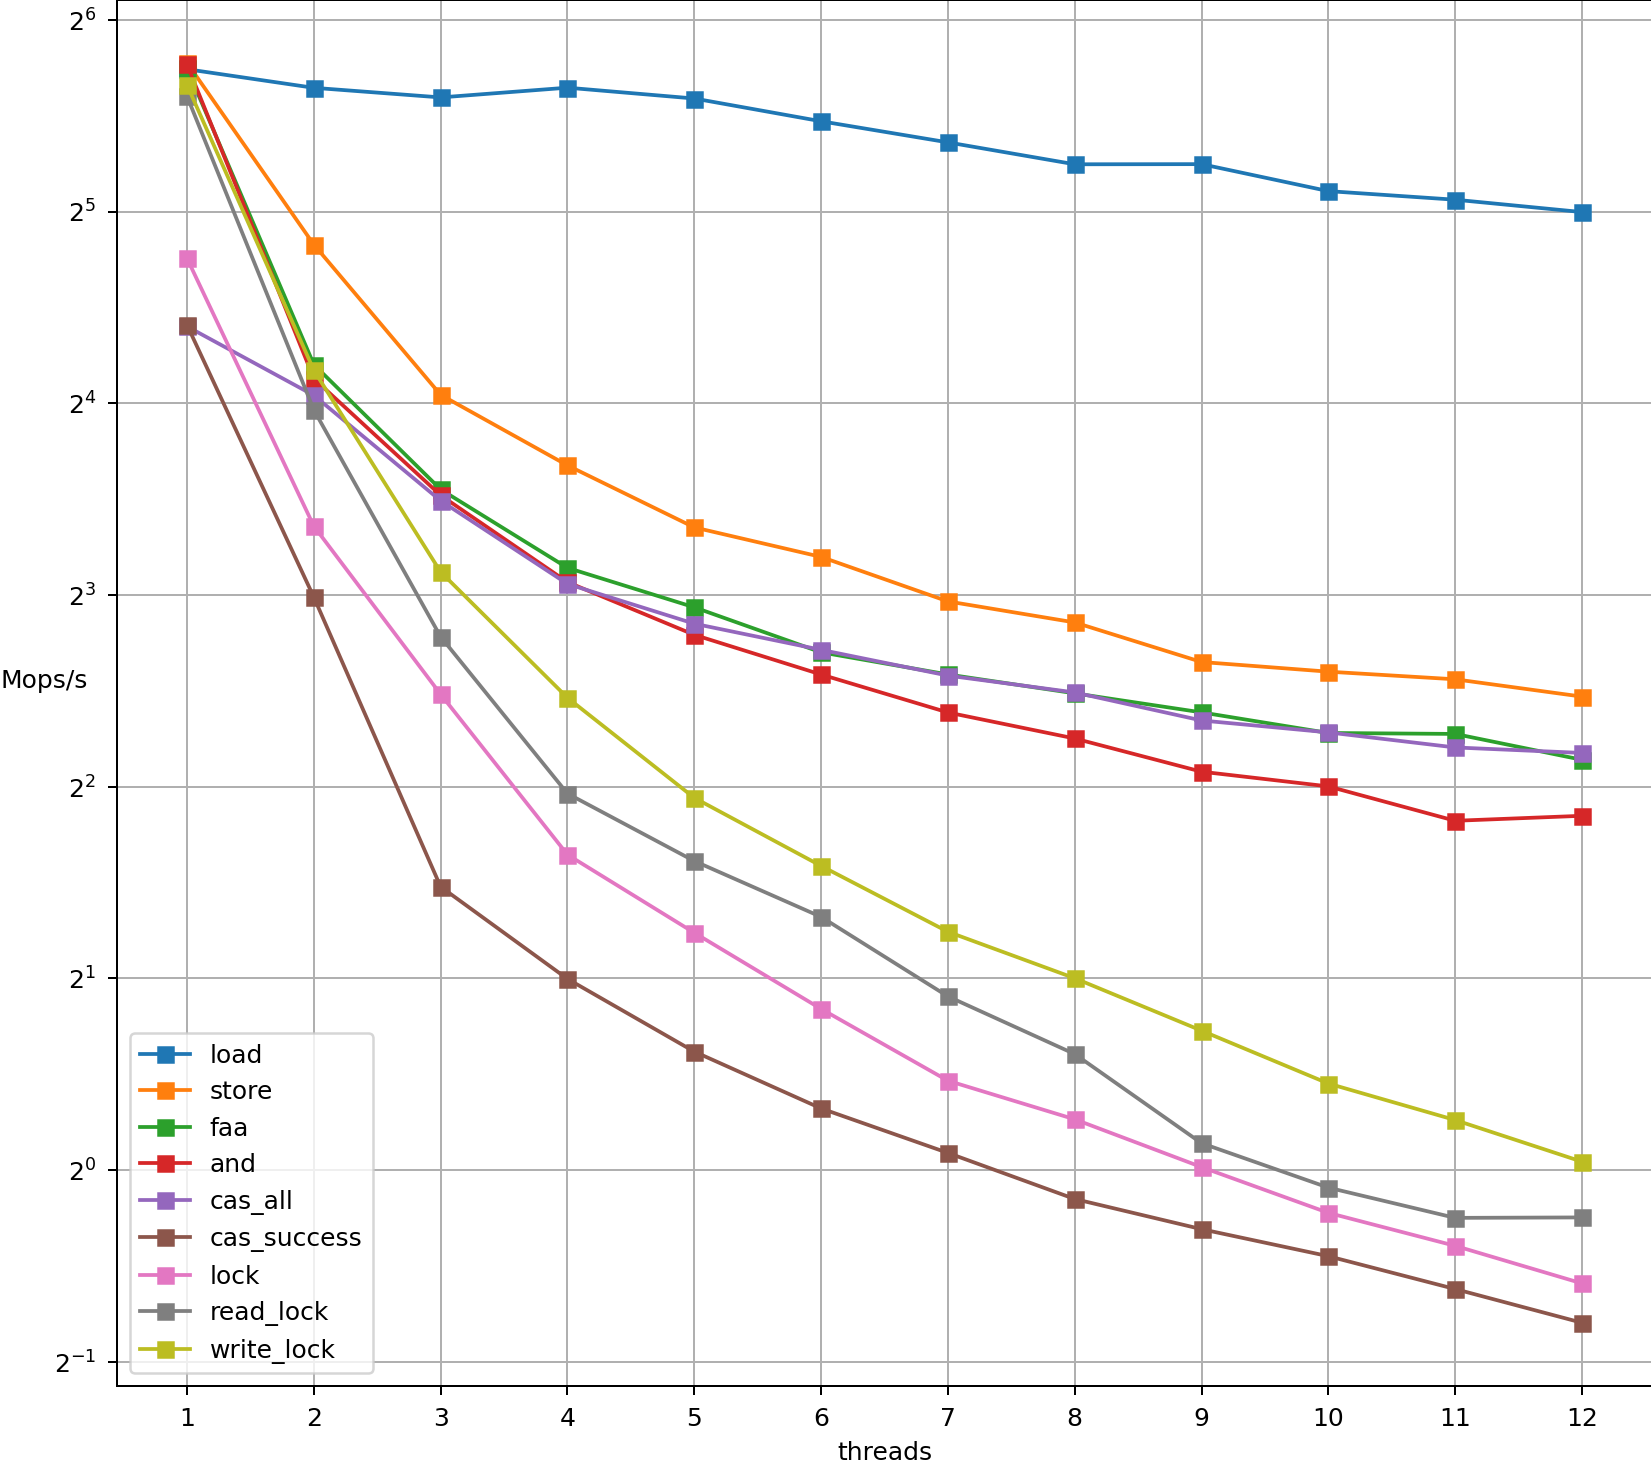 2⁶
2⁵
2⁴
2³
Mops/s
2²
2¹
2⁰
2⁻¹
load
store
faa
and
cas_all
cas_success
lock
read_lock
write_lock
1 2 3 4 5 6 7 8 9 10 11 12
threads